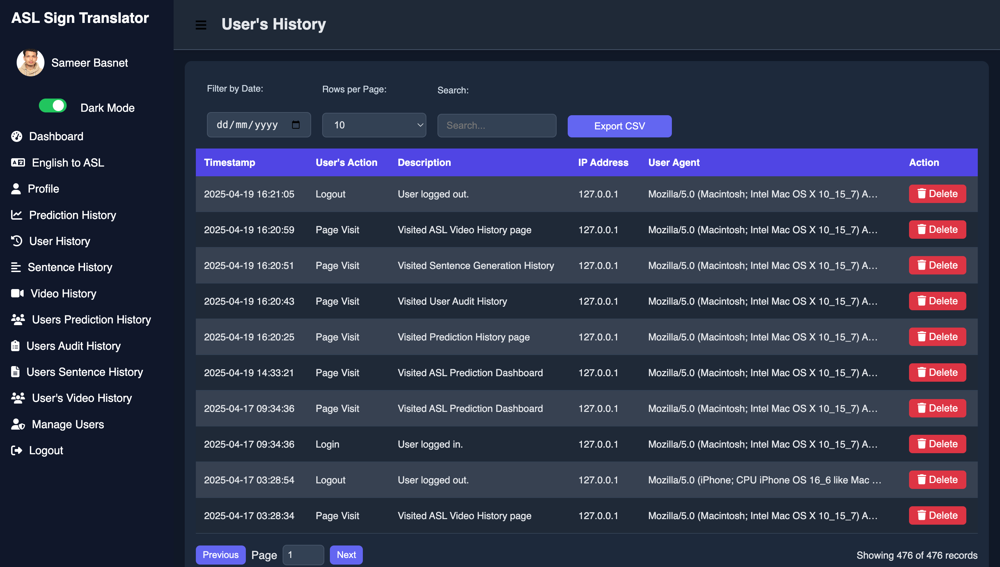 ASL Sign Translator
Sameer Basnet
Dark Mode
Dashboard
English to ASL
Profile
Prediction History
User History
Sentence History
Video History
Users Prediction History
Users Audit History
Users Sentence History
User's Video History
Manage Users
Logout
User's History
Filter by Date: Rows per Page: Search:
dd/mm/yyyy 10 Search... Export CSV
Timestamp User's Action Description IP Address User Agent Action
2025-04-19 16:21:05 Logout User logged out. 127.0.0.1 Mozilla/5.0 (Macintosh; Intel Mac OS X 10_15_7) A... Delete
2025-04-19 16:20:59 Page Visit Visited ASL Video History page 127.0.0.1 Mozilla/5.0 (Macintosh; Intel Mac OS X 10_15_7) A... Delete
2025-04-19 16:20:51 Page Visit Visited Sentence Generation History 127.0.0.1 Mozilla/5.0 (Macintosh; Intel Mac OS X 10_15_7) A... Delete
2025-04-19 16:20:43 Page Visit Visited User Audit History 127.0.0.1 Mozilla/5.0 (Macintosh; Intel Mac OS X 10_15_7) A... Delete
2025-04-19 16:20:25 Page Visit Visited Prediction History page 127.0.0.1 Mozilla/5.0 (Macintosh; Intel Mac OS X 10_15_7) A... Delete
2025-04-19 14:33:21 Page Visit Visited ASL Prediction Dashboard 127.0.0.1 Mozilla/5.0 (Macintosh; Intel Mac OS X 10_15_7) A... Delete
2025-04-17 09:34:36 Page Visit Visited ASL Prediction Dashboard 127.0.0.1 Mozilla/5.0 (Macintosh; Intel Mac OS X 10_15_7) A... Delete
2025-04-17 09:34:36 Login User logged in. 127.0.0.1 Mozilla/5.0 (Macintosh; Intel Mac OS X 10_15_7) A... Delete
2025-04-17 03:28:54 Logout User logged out. 127.0.0.1 Mozilla/5.0 (iPhone; CPU iPhone OS 16_6 like Mac ... Delete
2025-04-17 03:28:34 Page Visit Visited ASL Video History page 127.0.0.1 Mozilla/5.0 (Macintosh; Intel Mac OS X 10_15_7) A... Delete
Previous Page 1 Next Showing 476 of 476 records